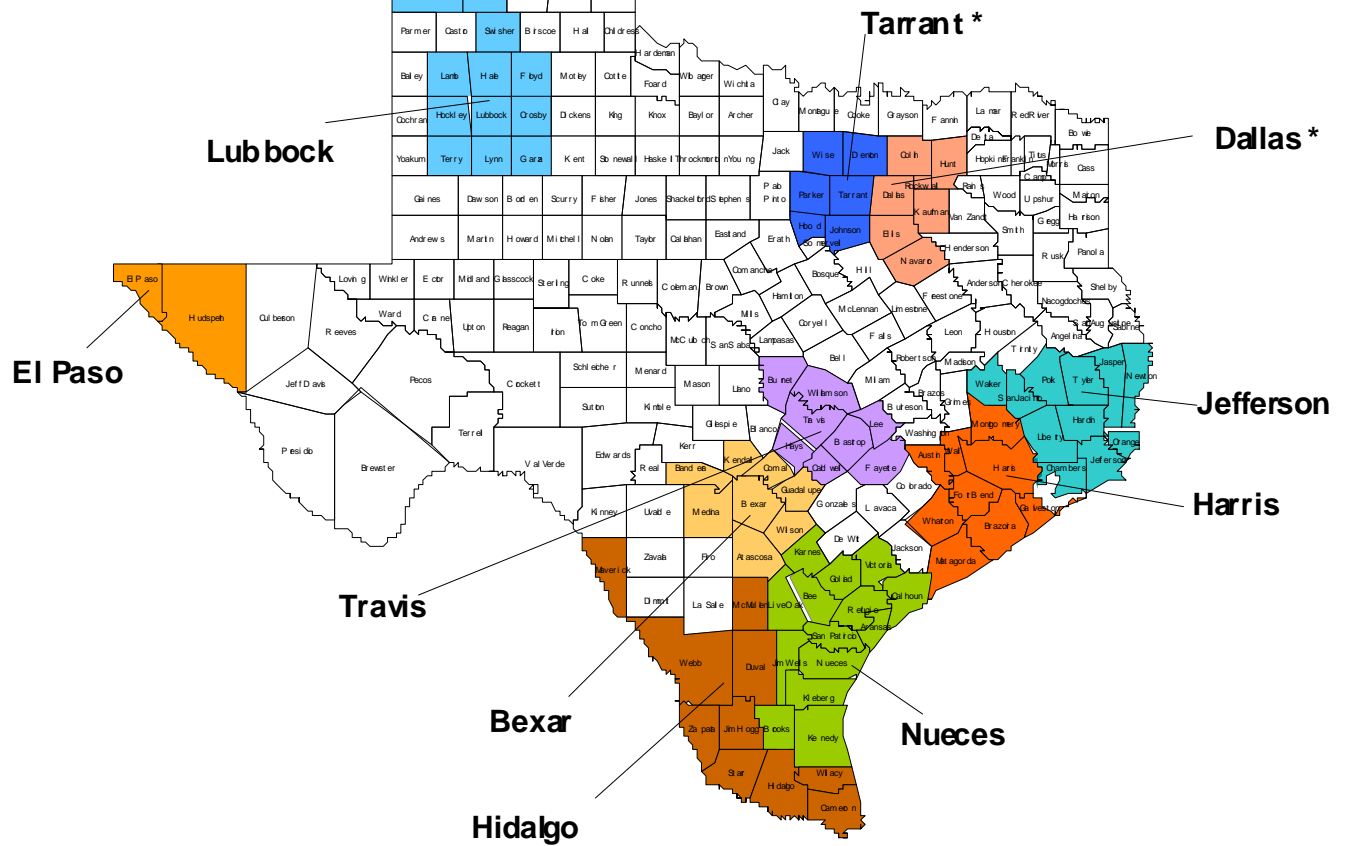 Tarrant *
Parmer Castro Swisher Briscoe Hall Childress
Hardeman
Bailey Lamb Hale Floyd Motley Cottle Foard Wilbarger Wichita
Clay Montague Cooke Grayson Fannin Lamar Red River
Bowie
Cochran Hockley Lubbock Crosby Dickens King Knox Baylor Archer
Delta
Dallas *
Lubbock
Jack Wise Denton Collin Hunt Hopkins Franklin Titus Morris Cass
Yoakum Terry Lynn Garza Kent Stonewall Haskell Throckmorton Young
Camp
Rockwall Rains
Gaines Dawson Borden Scurry Fisher Jones Shackelford Stephens Palo Pinto Parker Tarrant Dallas Kaufman Van Zandt Wood Upshur Marion
Gregg Harrison
Hood Johnson Ellis Smith
Andrews Martin Howard Mitchell Nolan Taylor Callahan Eastland Erath Somervell Henderson Rusk Panola
Navarro
El Paso Hudspeth Culberson Loving Winkler Ector Midland Glasscock Sterling Coke Runnels Coleman Brown Comanche Bosque Hill
Reeves Ward Crane Upton Reagan Irion Tom Green Concho
Hamilton McLennan Limestone Freestone Anderson Cherokee Nacogdoches Shelby
Mills Coryell Falls Leon Houston Angelina San Augustine Sabine
McCulloch San Saba Lampasas Bell Robertson Madison Trinity
El Paso
Jeff Davis Pecos Crockett Schleicher Menard Mason Llano
Burnet Williamson Milam Brazos Grimes Walker San Jacinto Polk Tyler Jasper Newton
Jefferson
Sutton Kimble Gillespie Blanco Travis Lee Burleson Washington Montgomery Hardin
Presidio Brewster Terrell Val Verde Edwards Real Kerr
Hays Bastrop Liberty Orange
Kendall Bandera Comal Caldwell Fayette Austin Waller Harris Chambers Jefferson
Guadalupe Colorado
Kinney Uvalde Medina Bexar Gonzales Lavaca Fort Bend Galveston
Harris
Wilson Wharton Brazoria
De Witt Jackson
Maverick Zavala Frio Atascosa Karnes Victoria Matagorda
Goliad
Dimmit La Salle McMullen Live Oak Bee Refugio Calhoun
Travis
Aransas
San Patricio
Webb Duval Jim Wells Nueces
Kleberg
Bexar
Nueces
Zapata Jim Hogg Brooks Kenedy
Starr Hidalgo Willacy
Cameron
Hidalgo